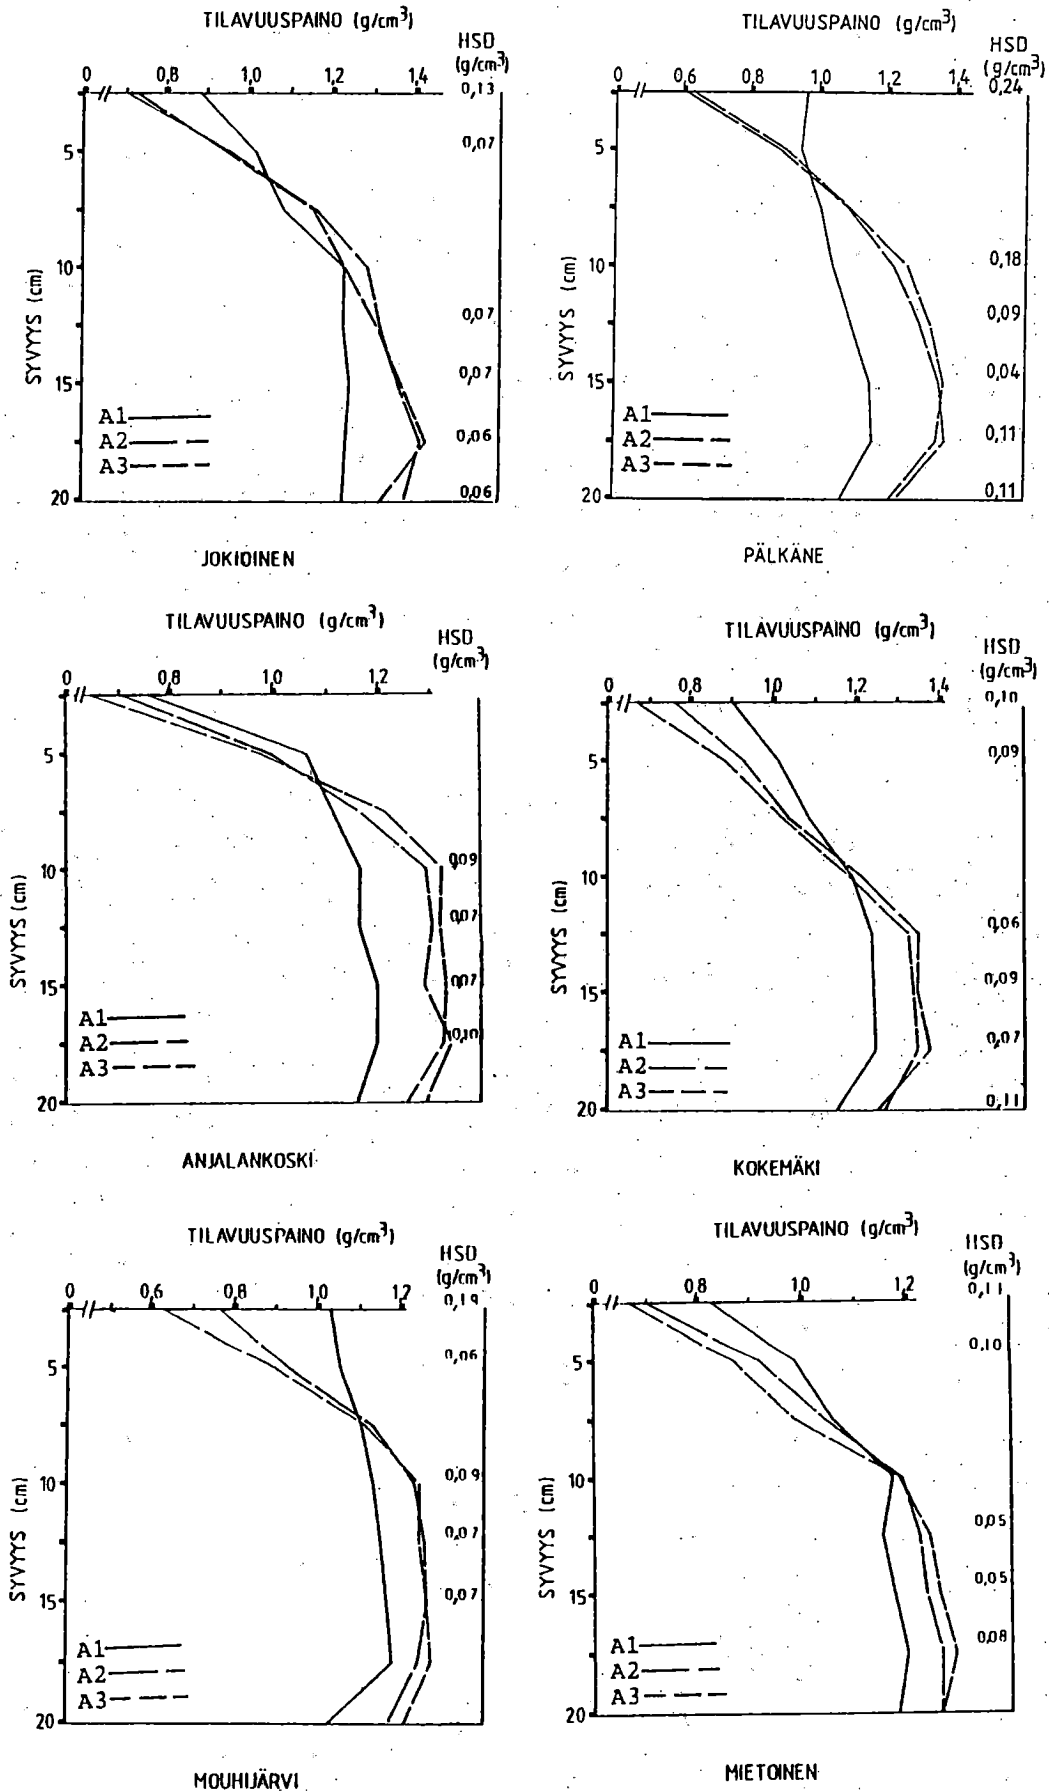 TILAVUUSPAINO (g/cm³)
HSD
(g/cm³)
0 0,8 1,0 1,2 1,4 0,13
5 0,07
10
0,07
15 0,07
0,06
20 0,06
SYVYYS (cm)
A1
A2
A3
JOKIOINEN
TILAVUUSPAINO (g/cm³)
HSD
(g/cm³)
0 0,6 1,0 1,4 0,24
5
10 0,18
0,09
15 0,04
0,11
20 0,11
SYVYYS (cm)
A1
A2
A3
PÄLKÄNE
TILAVUUSPAINO (g/cm³)
HSD
(g/cm³)
0 0,8 1,0 1,2
5
10 0,09
0,07
15 0,07
0,10
20
SYVYYS (cm)
A1
A2
A3
ANJALANKOSKI
TILAVUUSPAINO (g/cm³)
HSD
(g/cm³)
0 0,8 1,0 1,2 1,4 0,10
5 0,09
10
0,06
15 0,09
0,07
20 0,11
SYVYYS (cm)
A1
A2
A3
KOKEMÄKI
TILAVUUSPAINO (g/cm³)
HSD
(g/cm³)
0 0,6 0,8 1,0 1,2 0,19
5 0,06
10 0,09
0,07
15 0,07
20
SYVYYS (cm)
A1
A2
A3
MOUHIJÄRVI
TILAVUUSPAINO (g/cm³)
HSD
(g/cm³)
0 1,0 1,2 0,11
5 0,10
10
0,05
15 0,05
0,08
20
SYVYYS (cm)
A1
A2
A3
MIETOINEN